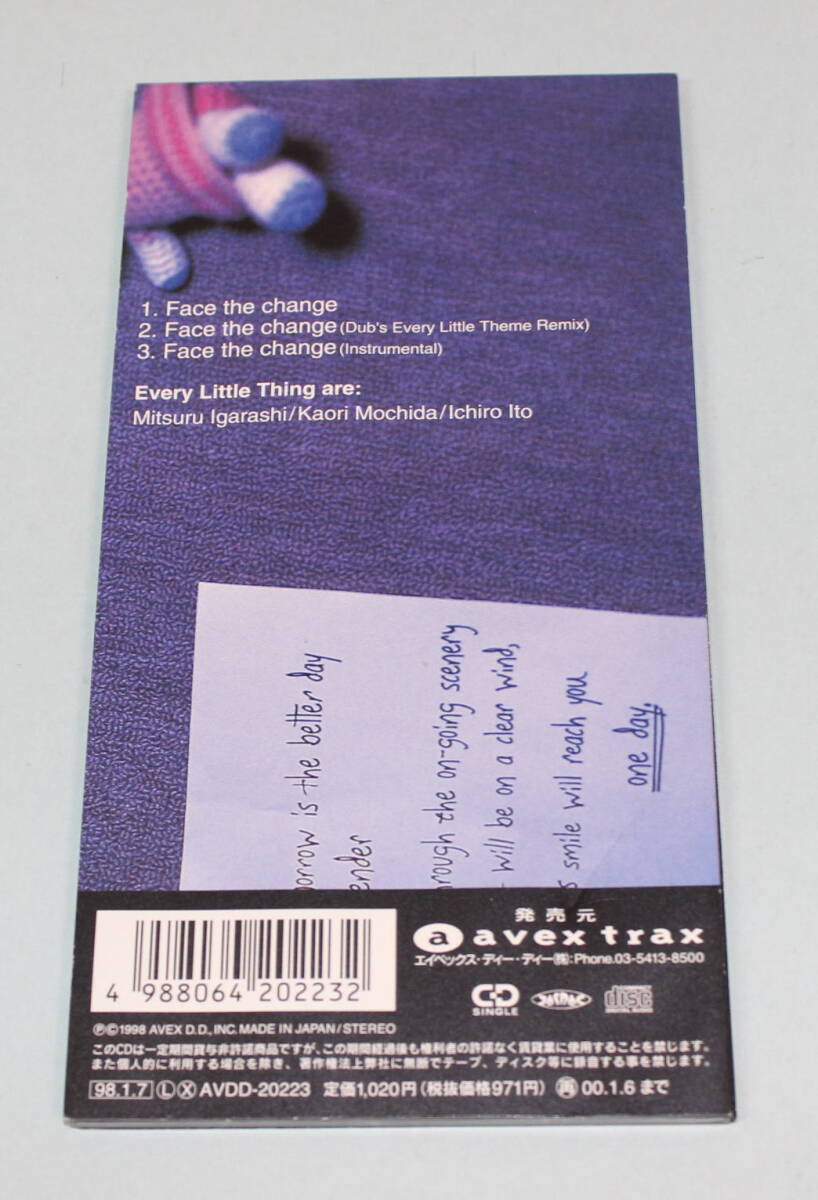 1. Face the change
2. Face the change (Dub's Every Little Theme Remix)
3. Face the change (Instrumental)
Every Little Thing are:
Mitsuru Igarashi/Kaori Mochida/Ichiro Ito
orrow is the better day
ender
rough the on-going scenery
will be on a clear wind,
s smile will reach you
one day.
4 988064 202232
発売元
a avex trax
エイベックス・ディー・ディー(株):Phone.03-5413-8500
CD
SINGLE
disc
Ⓟ©1998 AVEX D.D., INC. MADE IN JAPAN/STEREO
このCDは一定期間貸与非許諾商品ですが、この期間経過後も権利者の許諾なく賃貸業に使用することを禁じます。
また個人的に利用する場合を除き、著作権法上弊社に無断でテープ、ディスク等に録音する事を禁じます。
98.1.7 Ⓛ Ⓧ AVDD-20223 定価1,020円(税抜価格971円) ㊢ 00.1.6まで